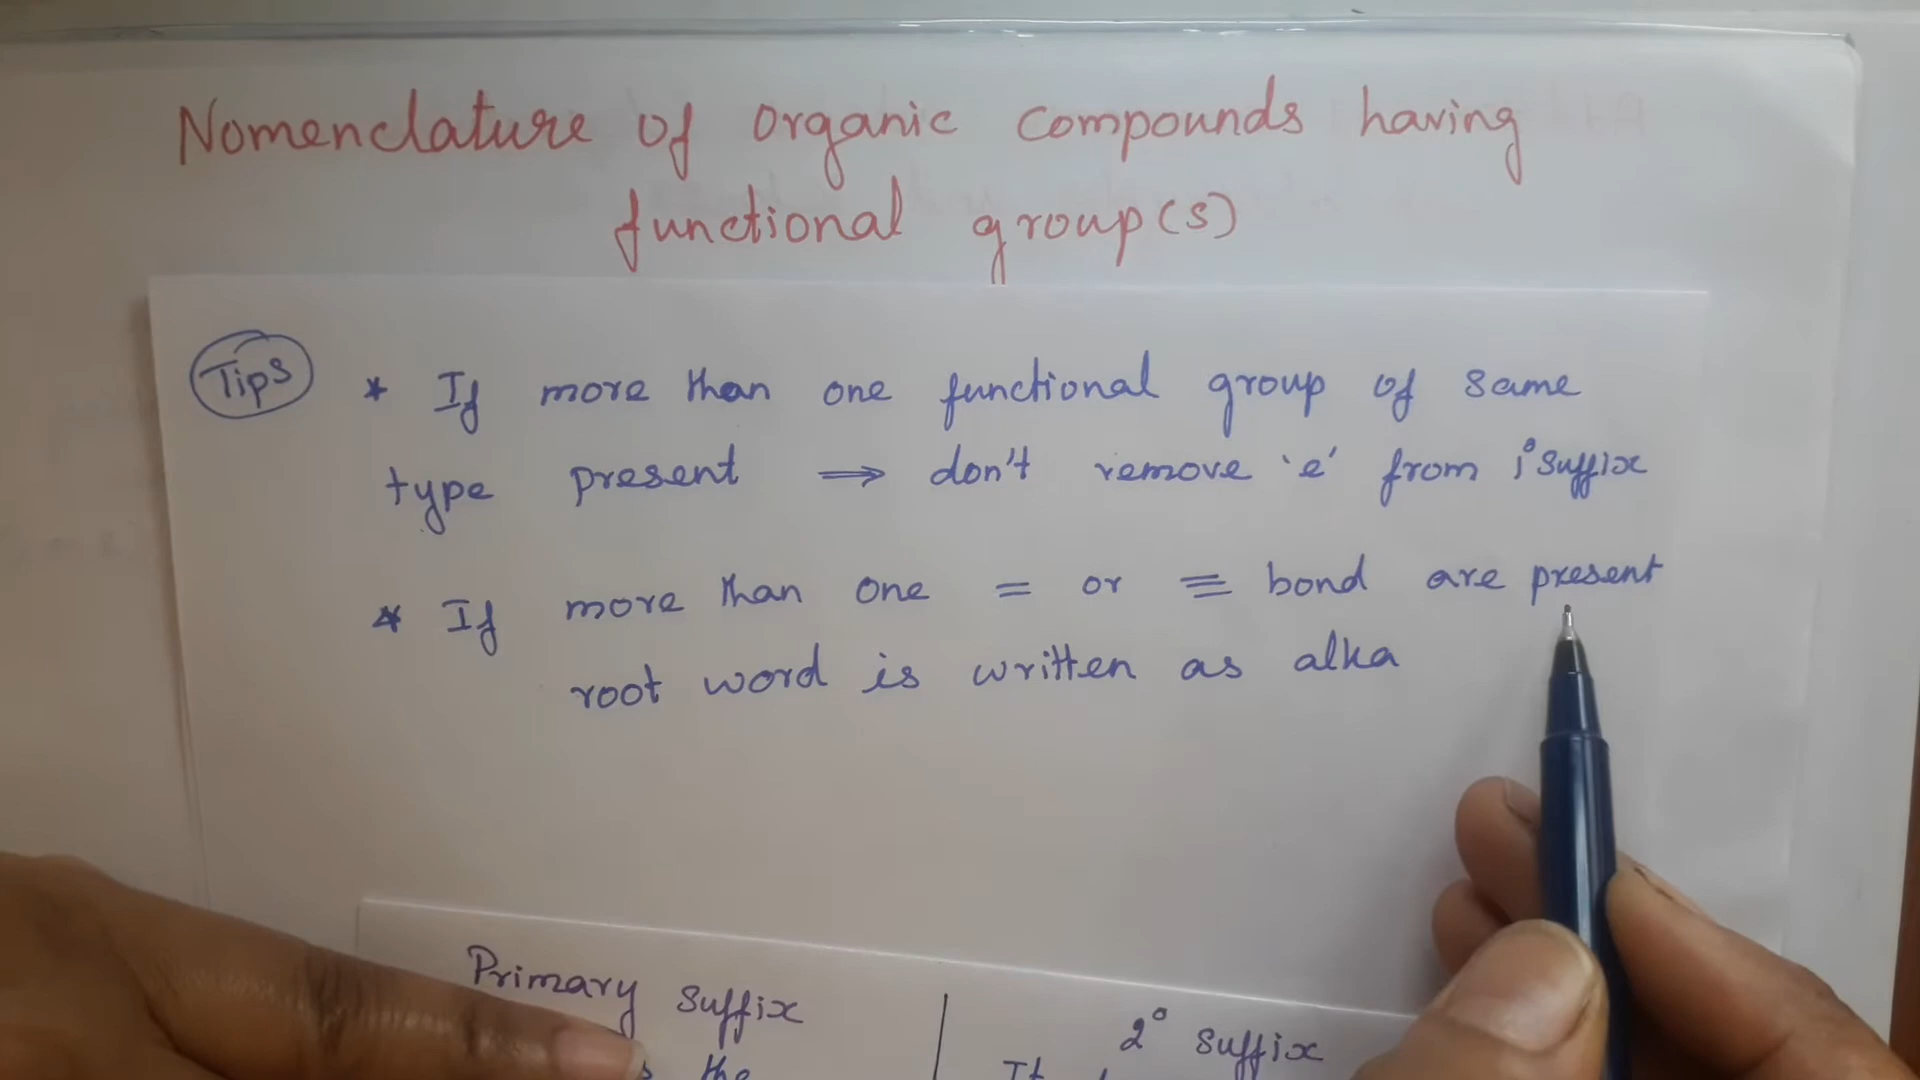 Nomenclature of organic compounds having
functional group(s)
Tips * If more than one functional group of same
type present ⇒ don't remove 'e' from 1° suffix
* If more than one = or ≡ bond are present
root word is written as alka
Primary suffix
2° suffix
the
It